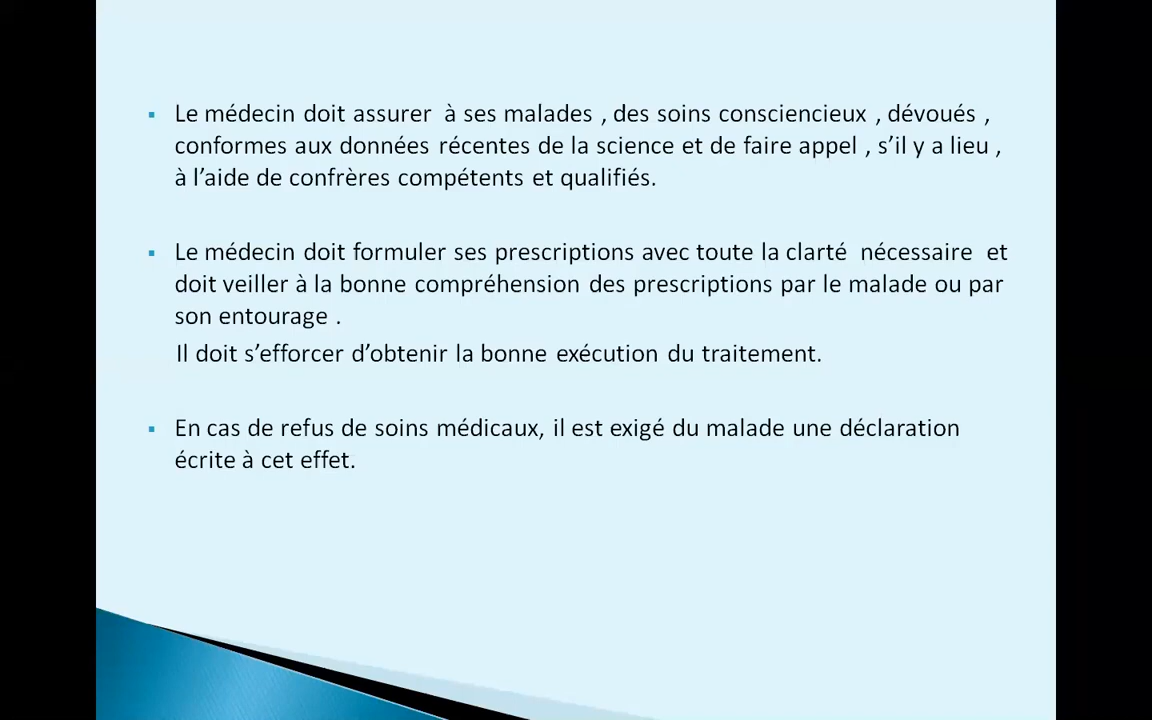 Le médecin doit assurer à ses malades , des soins consciencieux , dévoués ,
conformes aux données récentes de la science et de faire appel , s’il y a lieu ,
à l’aide de confrères compétents et qualifiés.
Le médecin doit formuler ses prescriptions avec toute la clarté nécessaire et
doit veiller à la bonne compréhension des prescriptions par le malade ou par
son entourage .
Il doit s’efforcer d’obtenir la bonne exécution du traitement.
En cas de refus de soins médicaux, il est exigé du malade une déclaration
écrite à cet effet.